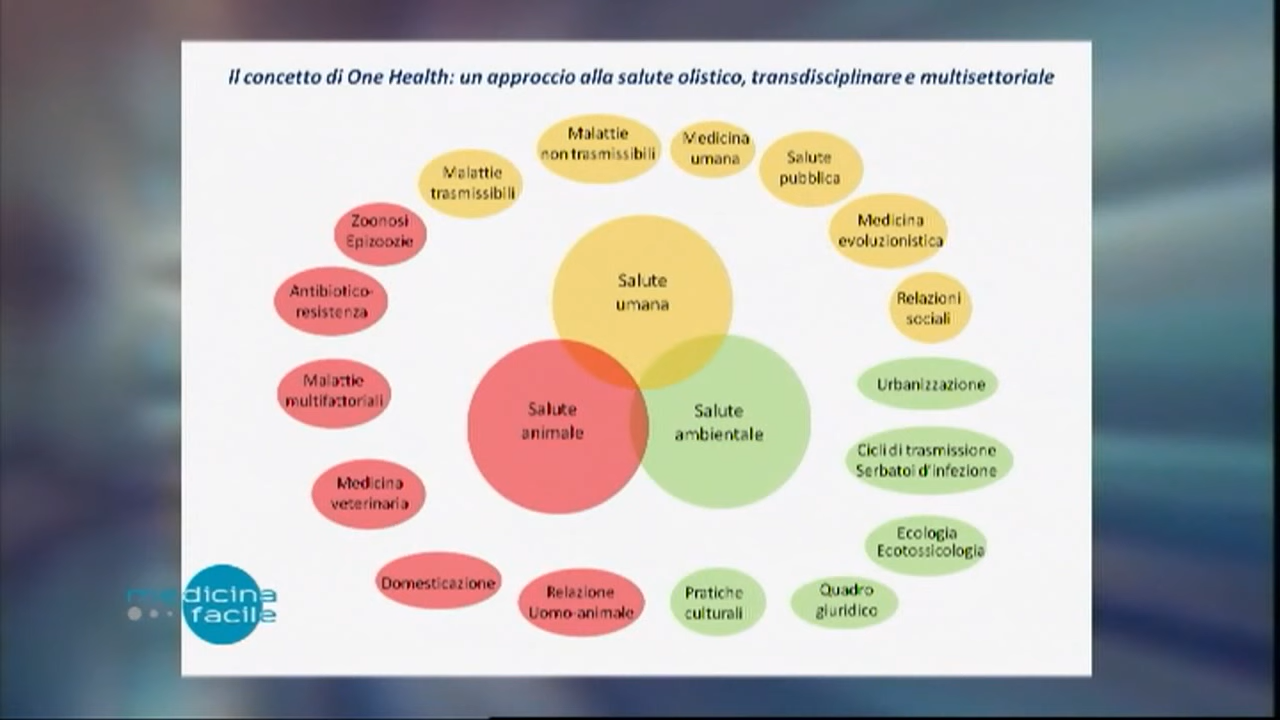 Il concetto di One Health: un approccio alla salute olistico, transdisciplinare e multisettoriale
Malattie
non trasmissibili
Medicina
umana
Salute
pubblica
Malattie
trasmissibili
Medicina
evoluzionistica
Zoonosi
Epizoozie
Antibiotico-
resistenza
Relazioni
sociali
Salute
umana
Malattie
multifattoriali
Urbanizzazione
Salute
animale
Salute
ambientale
Cicli di trasmissione
Serbatoi d'infezione
Medicina
veterinaria
Ecologia
Ecotossicologia
Domesticazione
Relazione
Uomo-animale
Pratiche
culturali
Quadro
giuridico
medicina
facile